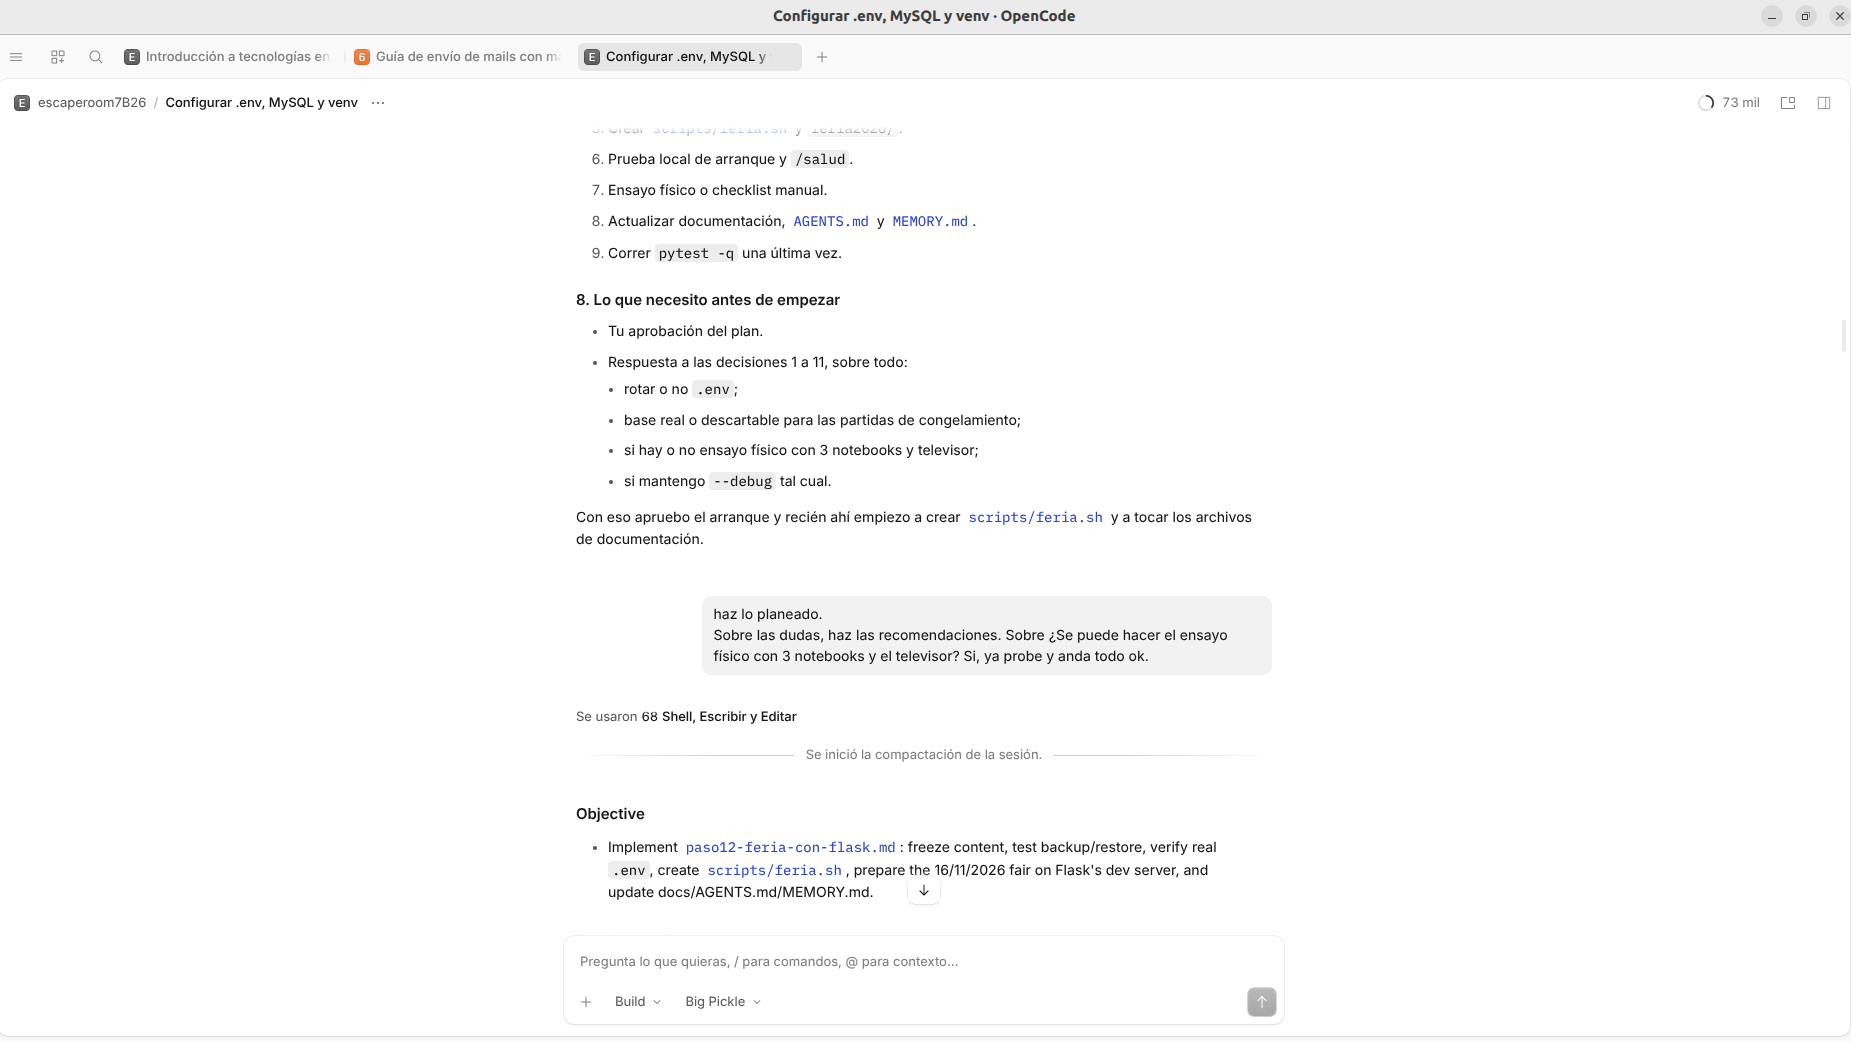 Configurar .env, MySQL y venv · OpenCode
E Introducción a tecnologías en
6 Guía de envío de mails con m
E Configurar .env, MySQL y
E escaperoom7B26 / Configurar .env, MySQL y venv ···
73 mil
5. Crear scripts/feria.sh y feria2026/ .
6. Prueba local de arranque y /salud.
7. Ensayo físico o checklist manual.
8. Actualizar documentación, AGENTS.md y MEMORY.md .
9. Correr pytest -q una última vez.
8. Lo que necesito antes de empezar
• Tu aprobación del plan.
• Respuesta a las decisiones 1 a 11, sobre todo:
• rotar o no .env;
• base real o descartable para las partidas de congelamiento;
• si hay o no ensayo físico con 3 notebooks y televisor;
• si mantengo --debug tal cual.
Con eso apruebo el arranque y recién ahí empiezo a crear scripts/feria.sh y a tocar los archivos
de documentación.
haz lo planeado.
Sobre las dudas, haz las recomendaciones. Sobre ¿Se puede hacer el ensayo
físico con 3 notebooks y el televisor? Si, ya probe y anda todo ok.
Se usaron 68 Shell, Escribir y Editar
Se inició la compactación de la sesión.
Objective
• Implement paso12-feria-con-flask.md : freeze content, test backup/restore, verify real
.env, create scripts/feria.sh , prepare the 16/11/2026 fair on Flask's dev server, and
update docs/AGENTS.md/MEMORY.md.
Pregunta lo que quieras, / para comandos, @ para contexto...
+ Build Big Pickle